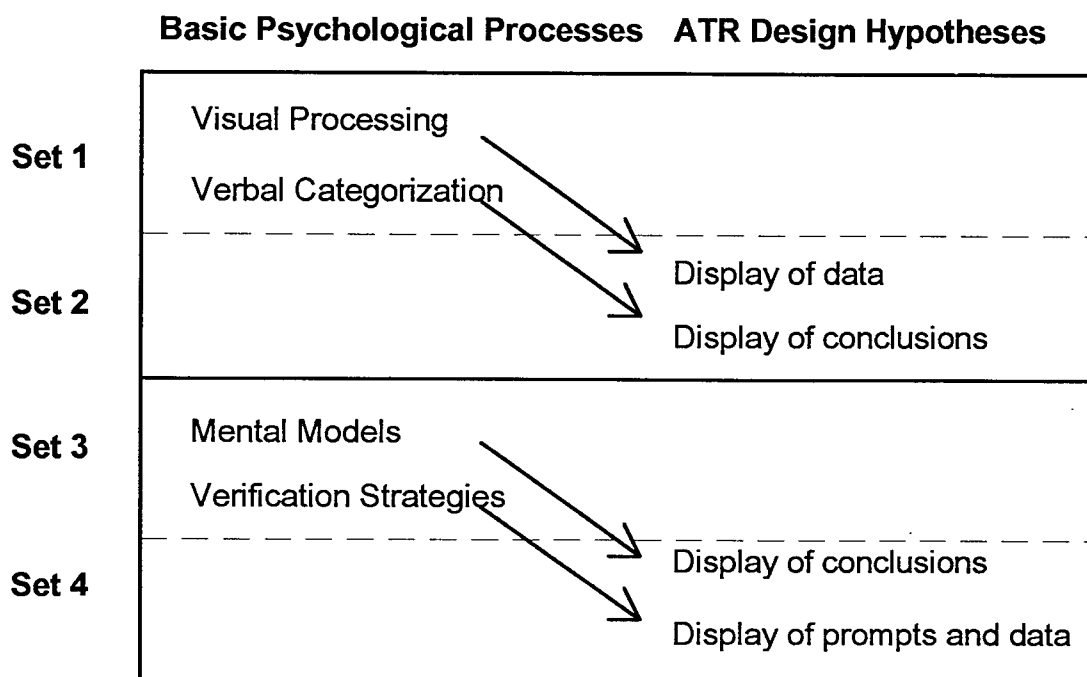 Basic Psychological Processes ATR Design Hypotheses
Set 1
Visual Processing
Verbal Categorization
Set 2
Display of data
Display of conclusions
Set 3
Mental Models
Verification Strategies
Set 4
Display of conclusions
Display of prompts and data